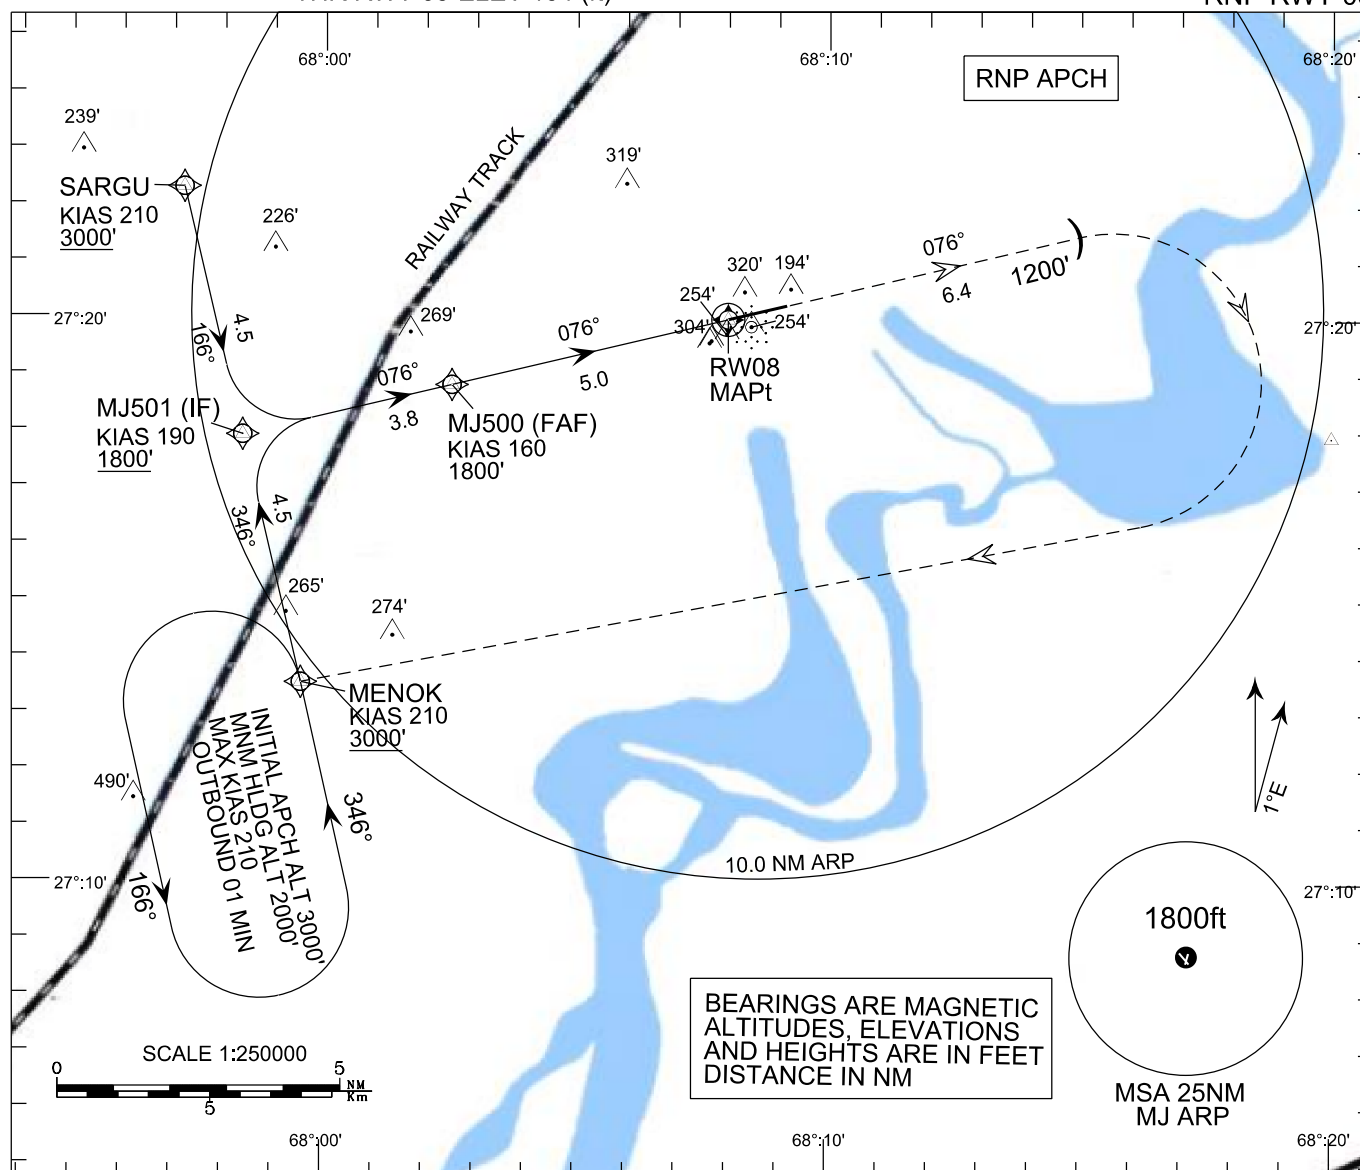 68°:00'
68°:10'
68°:20'
RNP APCH
239'
319'
SARGU
KIAS 210
3000'
226'
RAILWAY TRACK
076°
1200'
6.4
320'
194'
254'
304'
254'
27°:20'
27°:20'
4.5
166°
269'
076°
5.0
RW08
MAPt
076°
3.8
MJ501 (IF)
KIAS 190
1800'
MJ500 (FAF)
KIAS 160
1800'
4.5
346°
265'
274'
MENOK
KIAS 210
3000'
INITIAL APCH ALT 3000'
MNM HLDG ALT 2000'
MAX KIAS 210
OUTBOUND 01 MIN
490'
346°
166°
1°E
10.0 NM ARP
27°:10'
27°:10'
1800ft
BEARINGS ARE MAGNETIC
ALTITUDES, ELEVATIONS
AND HEIGHTS ARE IN FEET
DISTANCE IN NM
MSA 25NM
MJ ARP
SCALE 1:250000
0
5
NM
Km
5
68°:00'
68°:10'
68°:20'